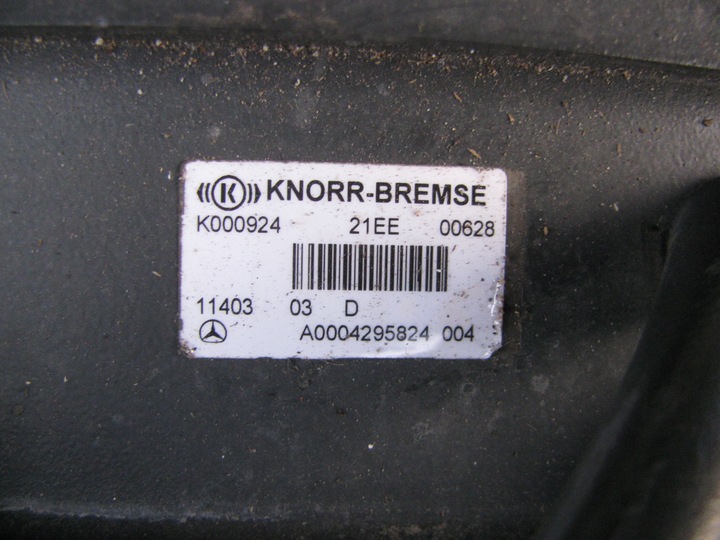 K KNORR-BREMSE
K000924 21EE 00628
11403 03 D
A0004295824 004